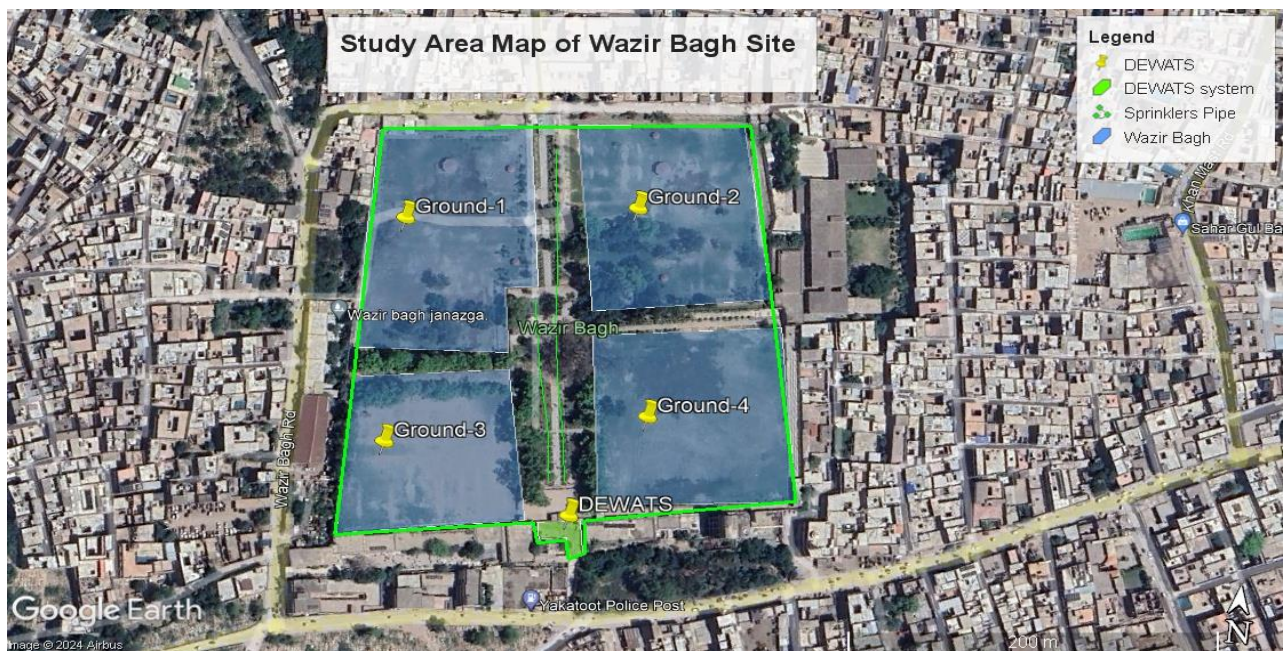 Study Area Map of Wazir Bagh Site
Legend
DEWATS
DEWATS system
Sprinklers Pipe
Wazir Bagh
Ground-1
Ground-2
Sahar Gul Ba
Wazir bagh janazga.
Wazir Bagh
Ground-3
Ground-4
Wazir Bagh Rd
DEWATS
Yakatoot Police Post
Google Earth
Image © 2024 Airbus
200 m
N